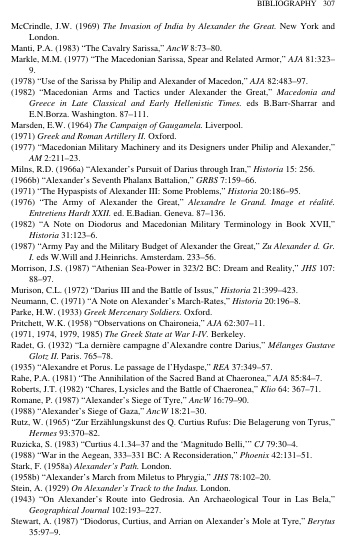 BIBLIOGRAPHY 307
McCrindle, J.W. (1969) The Invasion of India by Alexander the Great. New York and
London.
Manti, P.A. (1983) “The Cavalry Sarissa,” AncW 8:73–80.
Markle, M.M. (1977) “The Macedonian Sarissa, Spear and Related Armor,” AJA 81:323–
9.
(1978) “Use of the Sarissa by Philip and Alexander of Macedon,” AJA 82:483–97.
(1982) “Macedonian Arms and Tactics under Alexander the Great,” Macedonia and
Greece in Late Classical and Early Hellenistic Times. eds B.Barr-Sharrar and
E.N.Borza. Washington. 87–111.
Marsden, E.W. (1964) The Campaign of Gaugamela. Liverpool.
(1971) Greek and Roman Artillery II. Oxford.
(1977) “Macedonian Military Machinery and its Designers under Philip and Alexander,”
AM 2:211–23.
Milns, R.D. (1966a) “Alexander's Pursuit of Darius through Iran,” Historia 15: 256.
(1966b) “Alexander's Seventh Phalanx Battalion,” GRBS 7:159–66.
(1971) “The Hypaspists of Alexander III: Some Problems,” Historia 20:186–95.
(1976) “The Army of Alexander the Great,” Alexandre le Grand. Image et réalité.
Entretiens Hardt XXII. ed. E.Badian. Geneva. 87–136.
(1982) “A Note on Diodorus and Macedonian Military Terminology in Book XVII,”
Historia 31:123–6.
(1987) “Army Pay and the Military Budget of Alexander the Great,” Zu Alexander d. Gr.
I. eds W.Will and J.Heinrichs. Amsterdam. 233–56.
Morrison, J.S. (1987) “Athenian Sea-Power in 323/2 BC: Dream and Reality,” JHS 107:
88–97.
Murison, C.L. (1972) “Darius III and the Battle of Issus,” Historia 21:399–423.
Neumann, C. (1971) “A Note on Alexander's March-Rates,” Historia 20:196–8.
Parke, H.W. (1933) Greek Mercenary Soldiers. Oxford.
Pritchett, W.K. (1958) “Observations on Chaironeia,” AJA 62:307–11.
(1971, 1974, 1979, 1985) The Greek State at War I-IV. Berkeley.
Radet, G. (1932) “La dernière campagne d'Alexandre contre Darius,” Mélanges Gustave
Glotz II. Paris. 765–78.
(1935) «Alexandre et Porus. Le passage de l'Hydaspe,” REA 37:349–57.
Rahe, P.A. (1981) “The Annihilation of the Sacred Band at Chaeronea,” AJA 85:84–7.
Roberts, J.T. (1982) “Chares, Lysicles and the Battle of Chaeronea,” Klio 64: 367–71.
Romane, P. (1987) “Alexander's Siege of Tyre,” AncW 16:79–90.
(1988) “Alexander's Siege of Gaza,” AncW 18:21–30.
Rutz, W. (1965) “Zur Erzählungskunst des Q. Curtius Rufus: Die Belagerung von Tyrus,”
Hermes 93:370–82.
Ruzicka, S. (1983) “Curtius 4.1.34–37 and the ‘Magnitudo Belli,’” CJ 79:30–4.
(1988) “War in the Aegean, 333–331 BC: A Reconsideration,” Phoenix 42:131–51.
Stark, F. (1958a) Alexander's Path. London.
(1958b) “Alexander's March from Miletus to Phrygia,” JHS 78:102–20.
Stein, A. (1929) On Alexander's Track to the Indus. London.
(1943) “On Alexander's Route into Gedrosia. An Archaeological Tour in Las Bela,”
Geographical Journal 102:193–227.
Stewart, A. (1987) “Diodorus, Curtius, and Arrian on Alexander's Mole at Tyre,” Berytus
35:97–9.